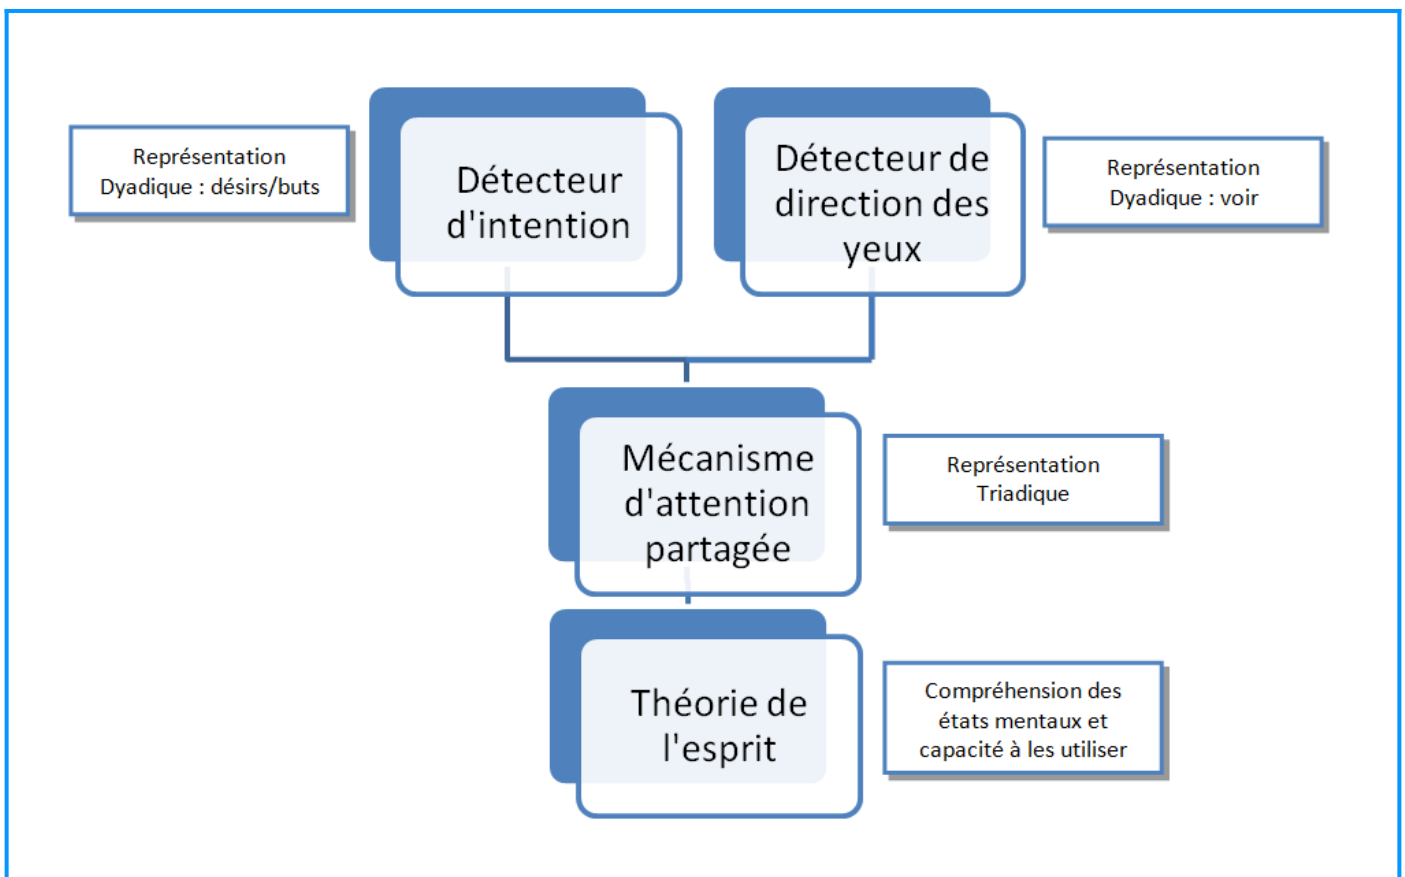 Représentation
Dyadique : désirs/buts
Détecteur
d'intention
Détecteur de
direction des
yeux
Représentation
Dyadique : voir
Mécanisme
d'attention
partagée
Représentation
Triadique
Théorie de
l'esprit
Compréhension des
états mentaux et
capacité à les utiliser